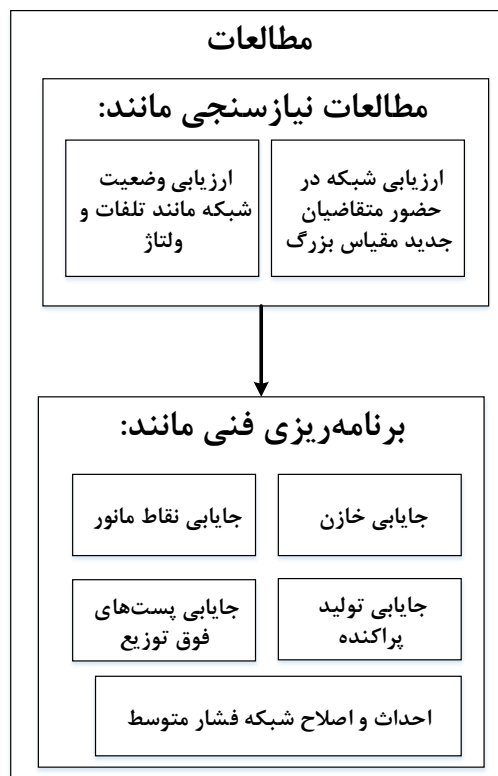 مطالعات
مطالعات نیازسنجی مانند:
ارزیابی شبکه در
حضور متقاضیان
جدید مقیاس بزرگ
ارزیابی وضعیت
شبکه مانند تلفات و
ولتاژ
برنامه‌ریزی فنی مانند:
جایابی خازن
جایابی نقاط مانور
جایابی تولید
پراکنده
جایابی پست‌های
فوق توزیع
احداث و اصلاح شبکه فشار متوسط